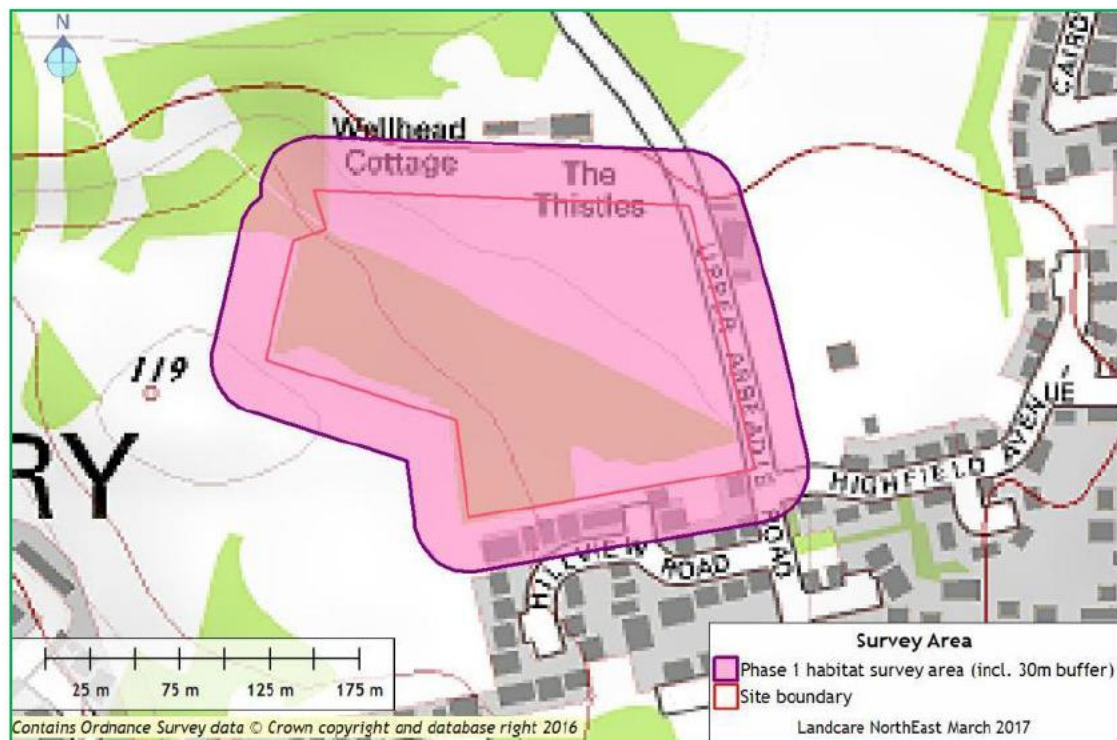 N
CAIRD
Wellhead
Cottage
The
Thistles
UPPER ARBEADIE ROAD
119
RY
HIGHFIELD AVENUE
HILLVIEW ROAD
25 m 75 m 125 m 175 m
Survey Area
Phase 1 habitat survey area (incl. 30m buffer)
Site boundary
Contains Ordnance Survey data © Crown copyright and database right 2016
Landcare NorthEast March 2017